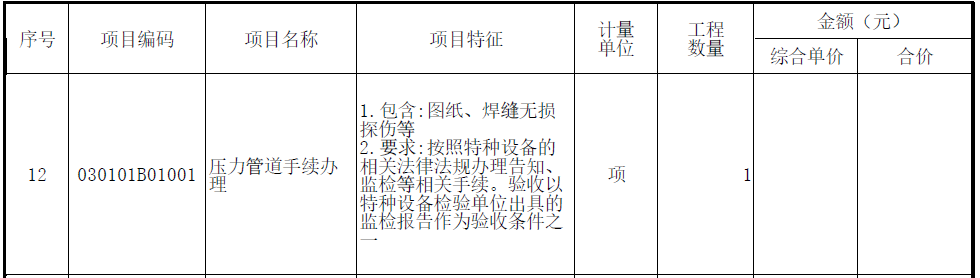 序号 项目编码 项目名称 项目特征 计量单位 工程数量 金额（元）
综合单价 合价
12 030101B01001 压力管道手续办理 1.包含:图纸、焊缝无损
探伤等
2.要求:按照特种设备的
相关法律法规办理告知、
监检等相关手续。验收以
特种设备检验单位出具的
监检报告作为验收条件之
一
项 1